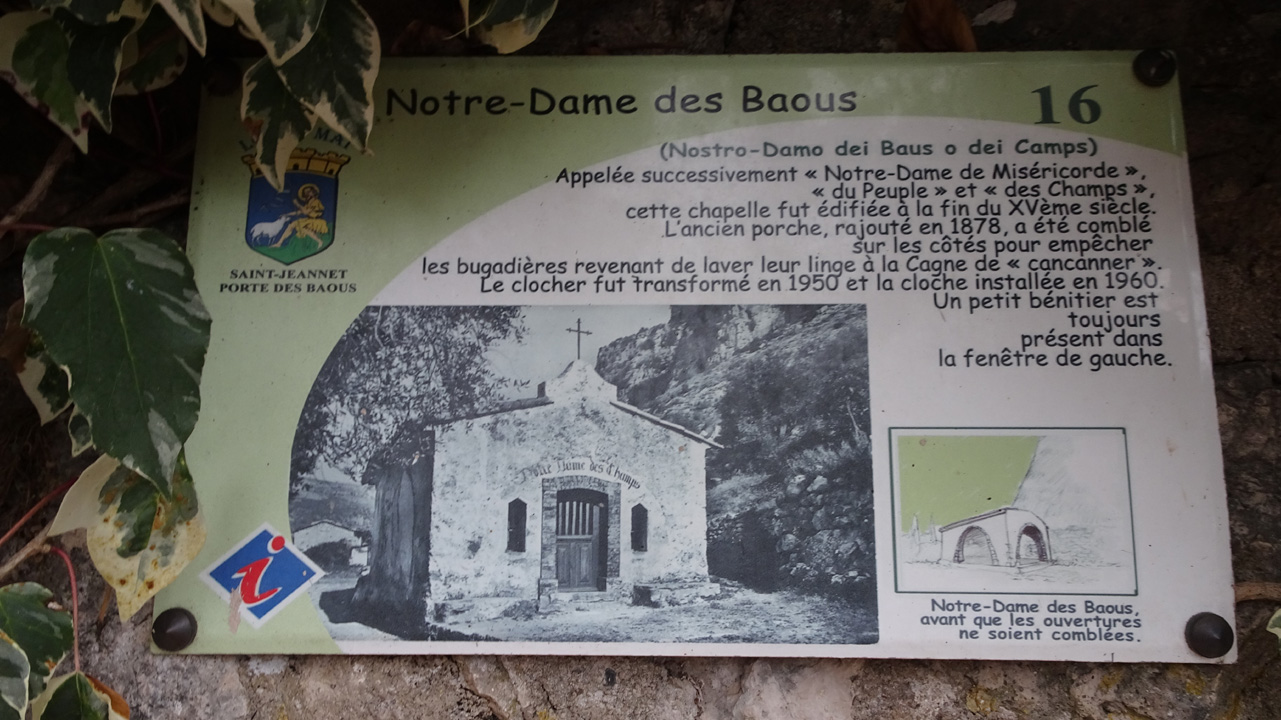 Notre-Dame des Baous
16
(Nostro-Damo dei Baus o dei Camps)
Appelée successivement « Notre-Dame de Miséricorde »,
« du Peuple » et « des Champs »,
cette chapelle fut édifiée à la fin du XVème siècle.
L'ancien porche, rajouté en 1878, a été comblé
sur les côtés pour empêcher
les bugadières revenant de laver leur linge à la Cagne de « cancanner ».
Le clocher fut transformé en 1950 et la cloche installée en 1960.
Un petit bénitier est
toujours
présent dans
la fenêtre de gauche.
SAINT-JEANNET
PORTE DES BAOUS
Notre Dame des Champs
i
Notre-Dame des Baous,
avant que les ouvertures
ne soient comblées.